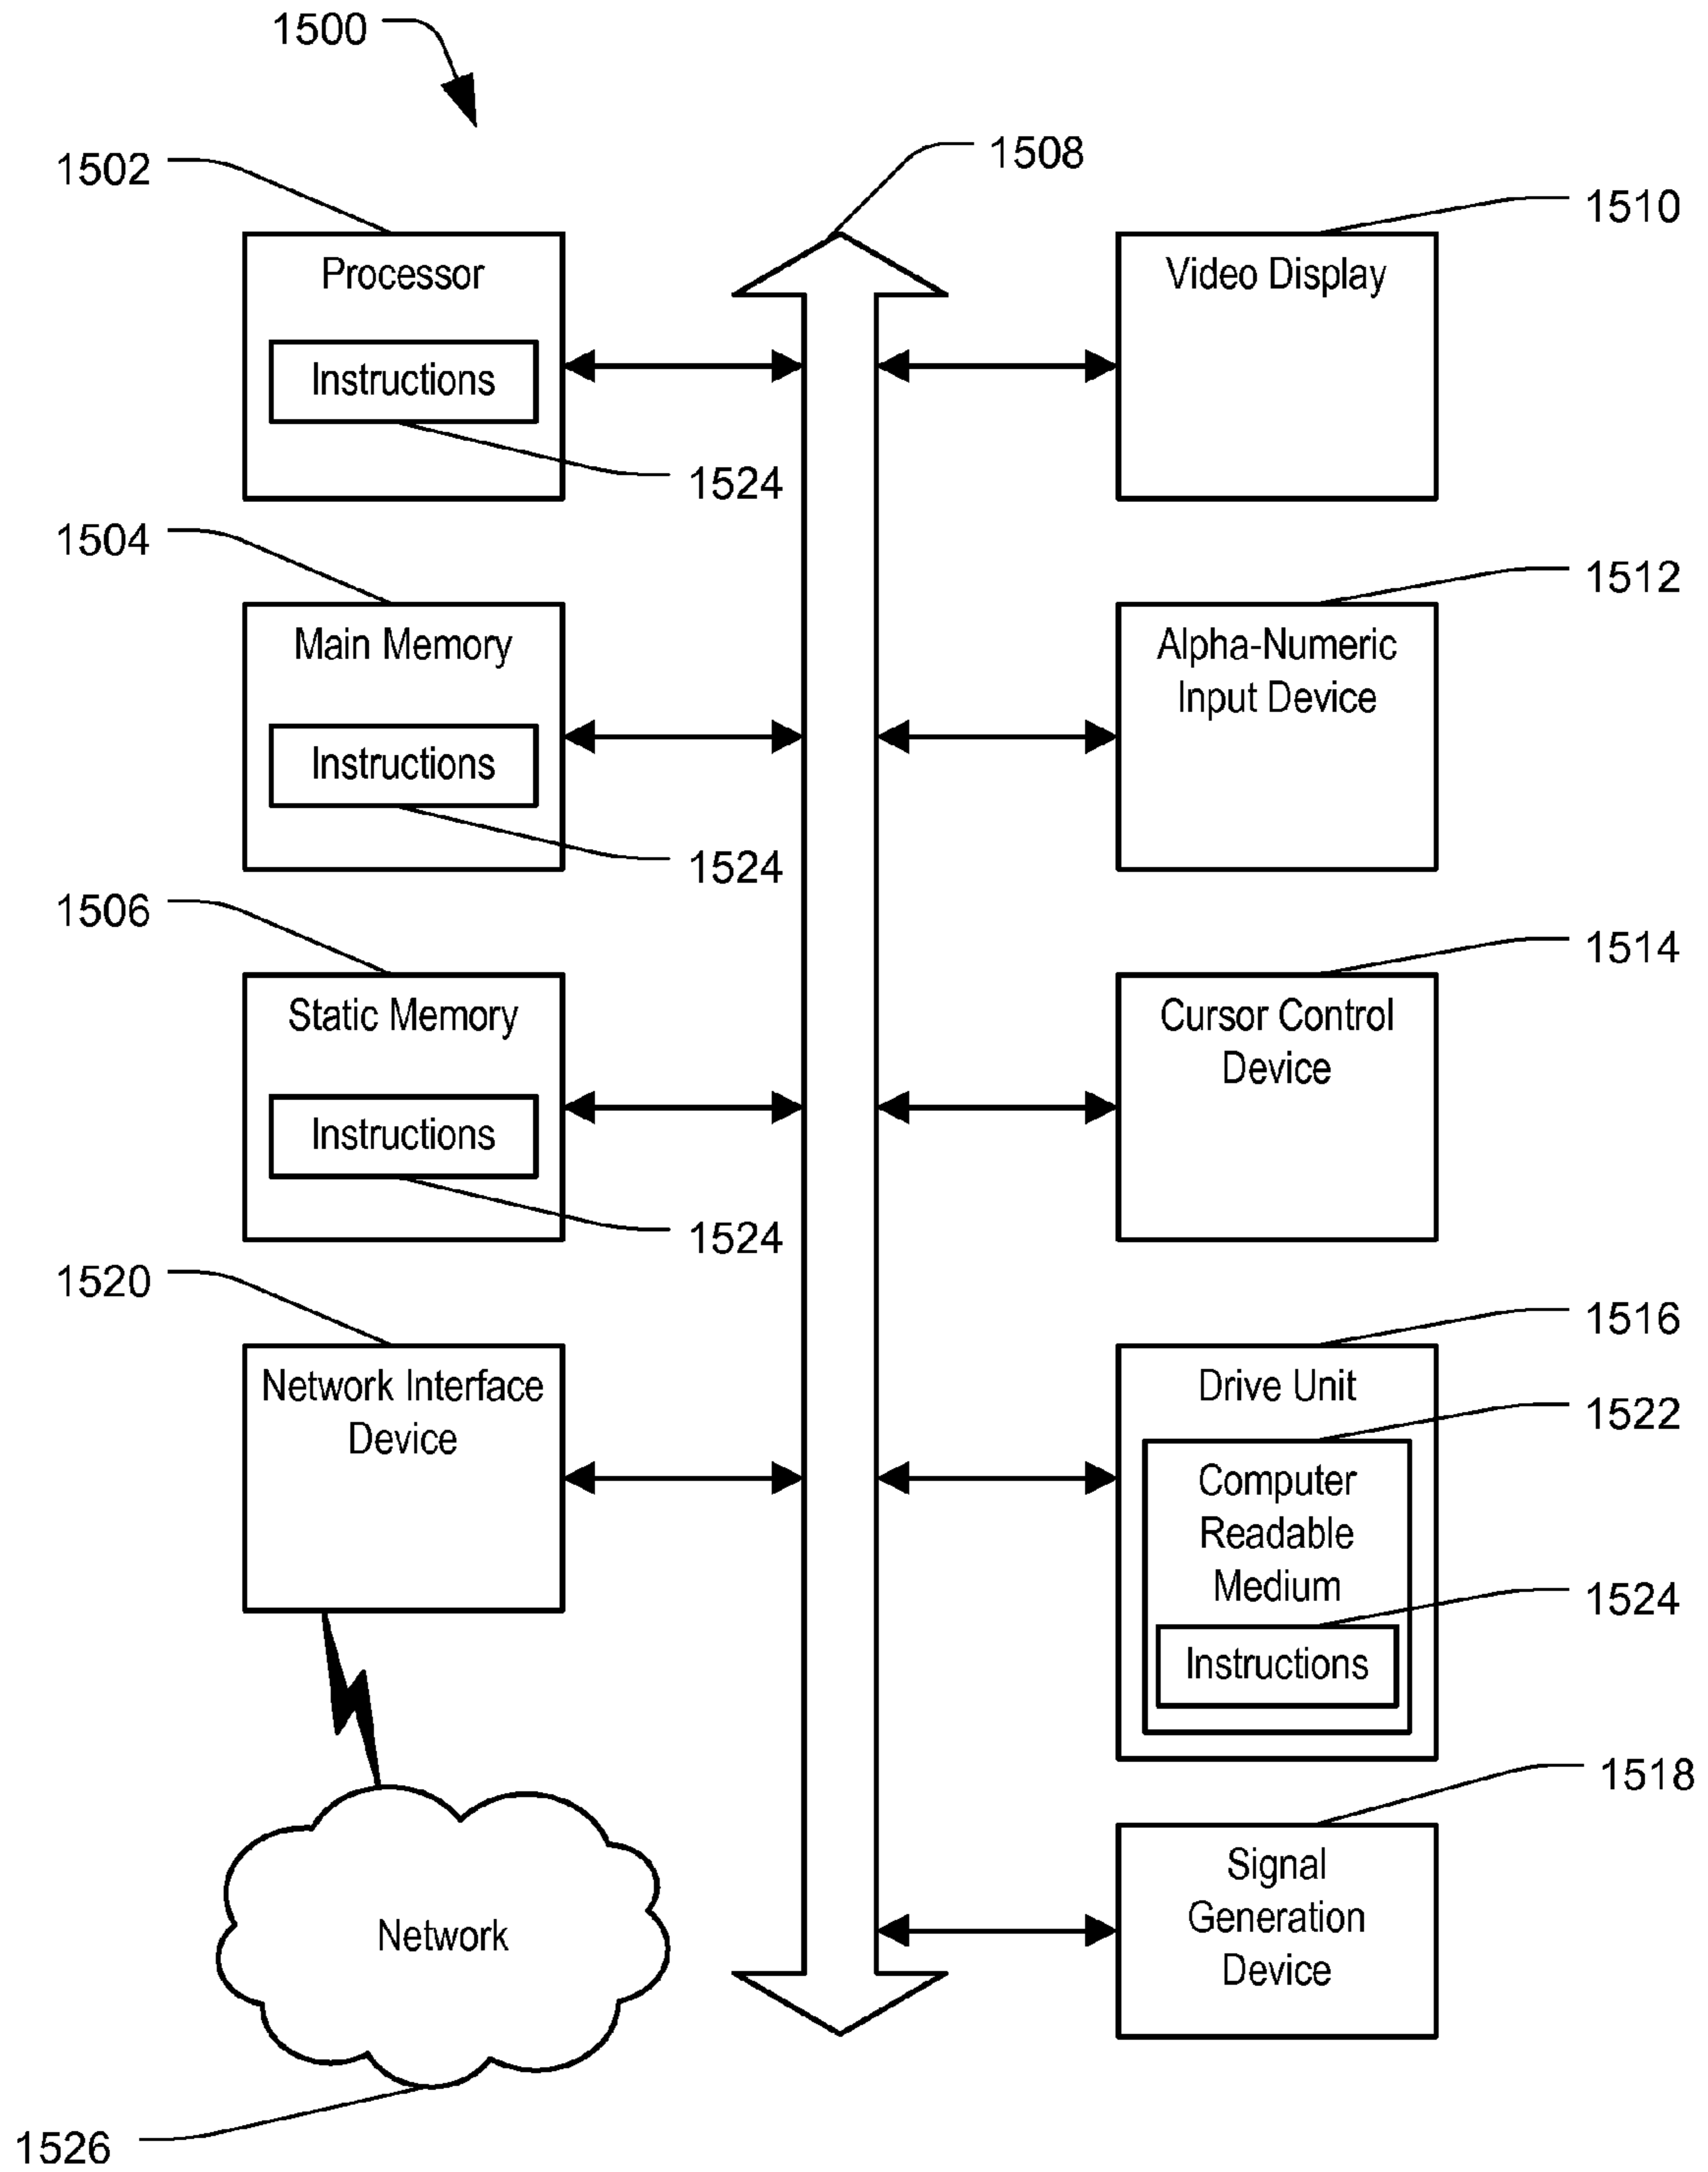 1500
1508
1502
1510
Processor
Instructions
1524
Video Display
1504
1512
Main Memory
Instructions
1524
Alpha-Numeric
Input Device
1506
1514
Static Memory
Instructions
1524
Cursor Control
Device
1520
1516
Network Interface
Device
Drive Unit
1522
Computer
Readable
Medium
1524
Instructions
1518
Signal
Generation
Device
Network
1526